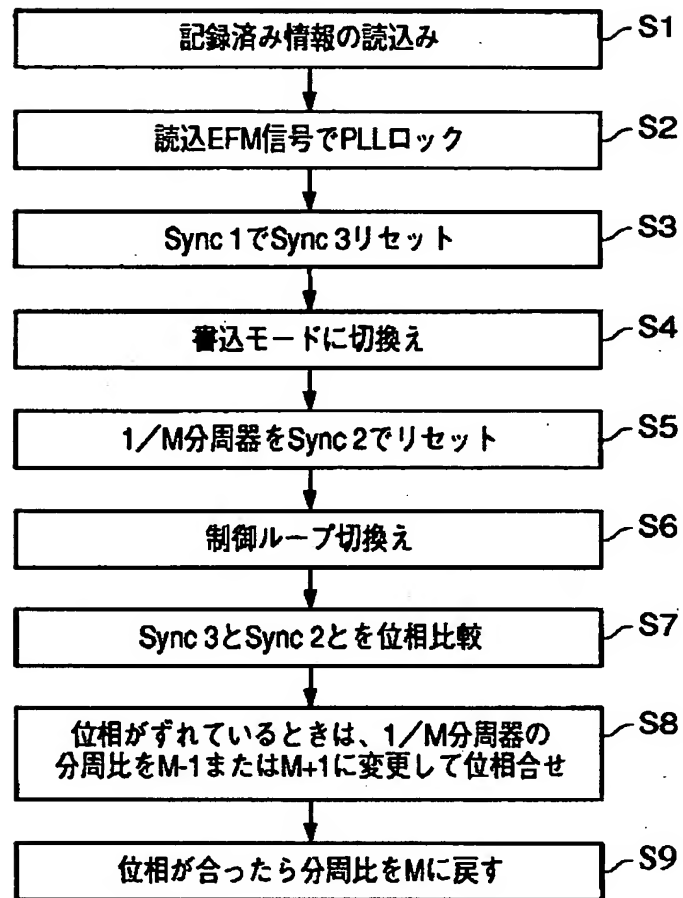 記録済み情報の読込み
S1
読込EFM信号でPLLロック
S2
Sync 1でSync 3リセット
S3
書込モードに切換え
S4
1／M分周器をSync 2でリセット
S5
制御ループ切換え
S6
Sync 3とSync 2とを位相比較
S7
位相がずれているときは、1／M分周器の
分周比をM-1またはM+1に変更して位相合せ
S8
位相が合ったら分周比をMに戻す
S9